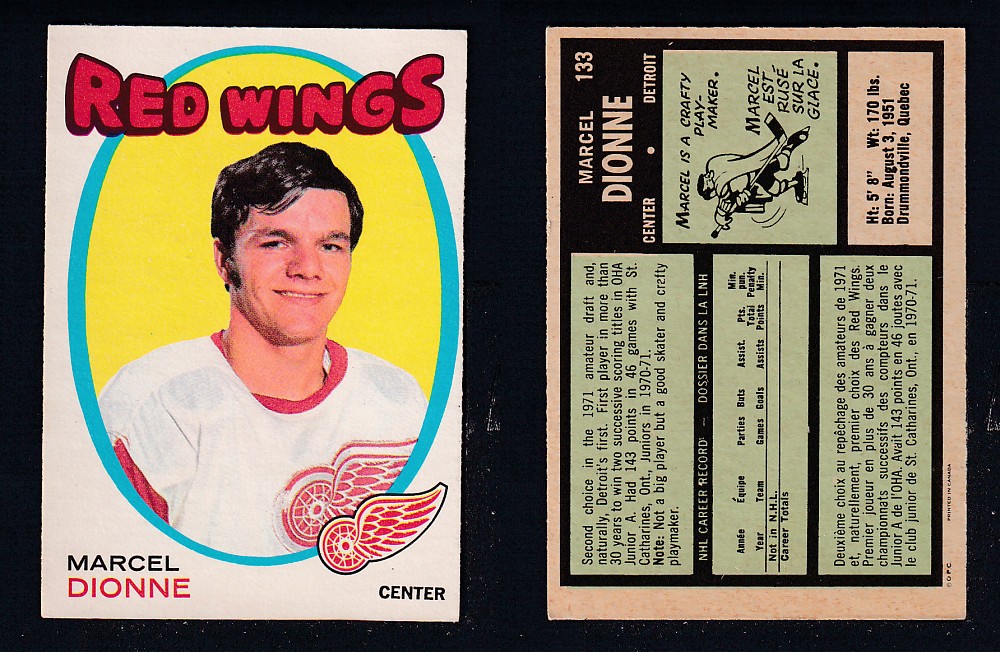 RED WINGS
MARCEL
DIONNE
CENTER
133
MARCEL
DIONNE
CENTER • DETROIT
MARCEL IS A CRAFTY
PLAY-
MAKER.
MARCEL
EST
RUSÉ
SUR LA
GLACE.
Ht: 5' 8" Wt: 170 lbs.
Born: August 3, 1951
Drummondville, Quebec
Second choice in the 1971 amateur draft and,
naturally, Detroit's first. First player in more than
30 years to win two successive scoring titles in OHA
Junior A. Had 143 points in 46 games with St.
Catharines, Ont., Juniors in 1970-71.
Note: Not a big player but a good skater and crafty
playmaker.
NHL CAREER RECORD — DOSSIER DANS LA LNH
Année Équipe Parties Buts Assist. Pts. Min. pun.
Year Team Games Goals Assists Total Points Penalty Min.
Not in N.H.L.
Career Totals
Deuxième choix au repêchage des amateurs de 1971
et, naturellement, premier choix des Red Wings.
Premier joueur en plus de 30 ans à gagner deux
championnats successifs des compteurs dans le
Junior A de l'OHA. Avait 143 points en 46 joutes avec
le club junior de St. Catharines, Ont., en 1970-71.
© O.P.C. PRINTED IN CANADA